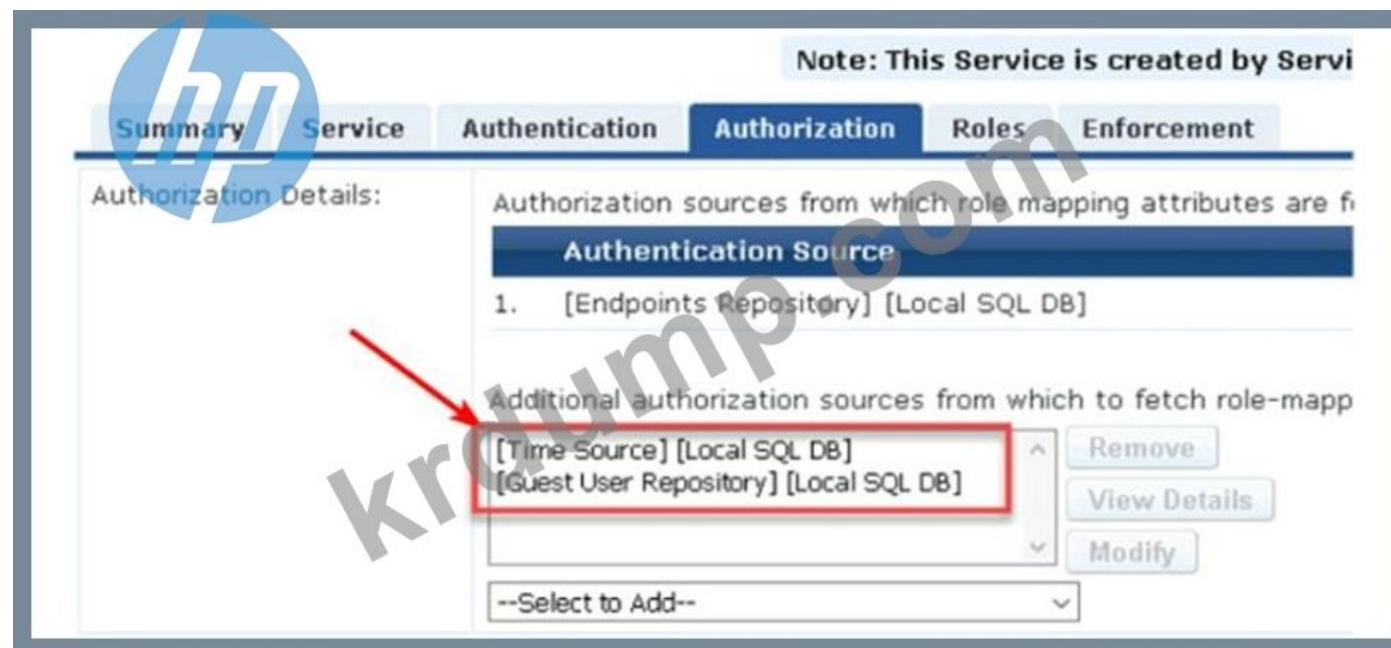 hp
Note: This Service is created by Servi
Summary Service Authentication Authorization Roles Enforcement
Authorization Details:
Authorization sources from which role mapping attributes are f
Authentication Source
1. [Endpoints Repository] [Local SQL DB]
Additional authorization sources from which to fetch role-mapp
[Time Source] [Local SQL DB]
[Guest User Repository] [Local SQL DB]
Remove
View Details
Modify
--Select to Add--
krdump.com